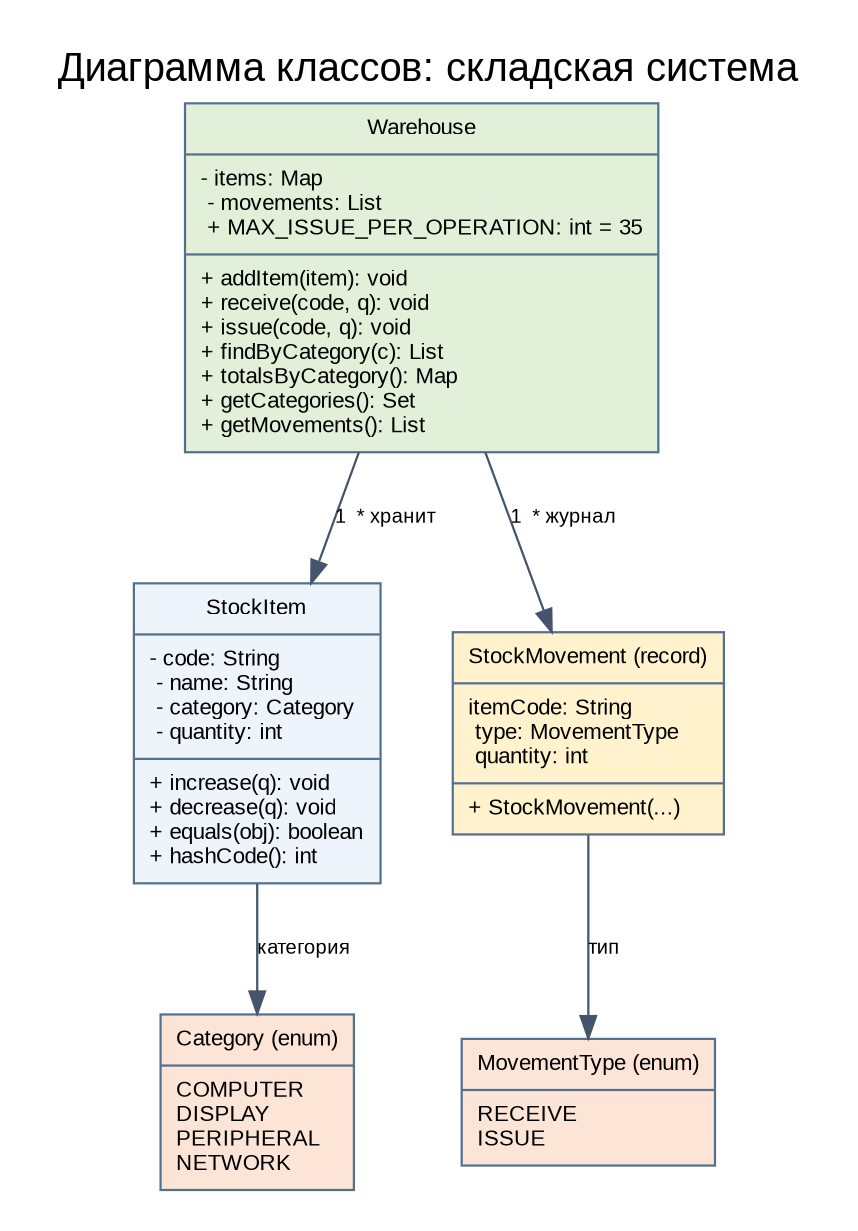 Диаграмма классов: складская система
Warehouse
- items: Map
- movements: List
+ MAX_ISSUE_PER_OPERATION: int = 35
+ addItem(item): void
+ receive(code, q): void
+ issue(code, q): void
+ findByCategory(c): List
+ totalsByCategory(): Map
+ getCategories(): Set
+ getMovements(): List
1 * хранит
1 * журнал
StockItem
- code: String
- name: String
- category: Category
- quantity: int
+ increase(q): void
+ decrease(q): void
+ equals(obj): boolean
+ hashCode(): int
StockMovement (record)
itemCode: String
type: MovementType
quantity: int
+ StockMovement(...)
категория
тип
Category (enum)
COMPUTER
DISPLAY
PERIPHERAL
NETWORK
MovementType (enum)
RECEIVE
ISSUE